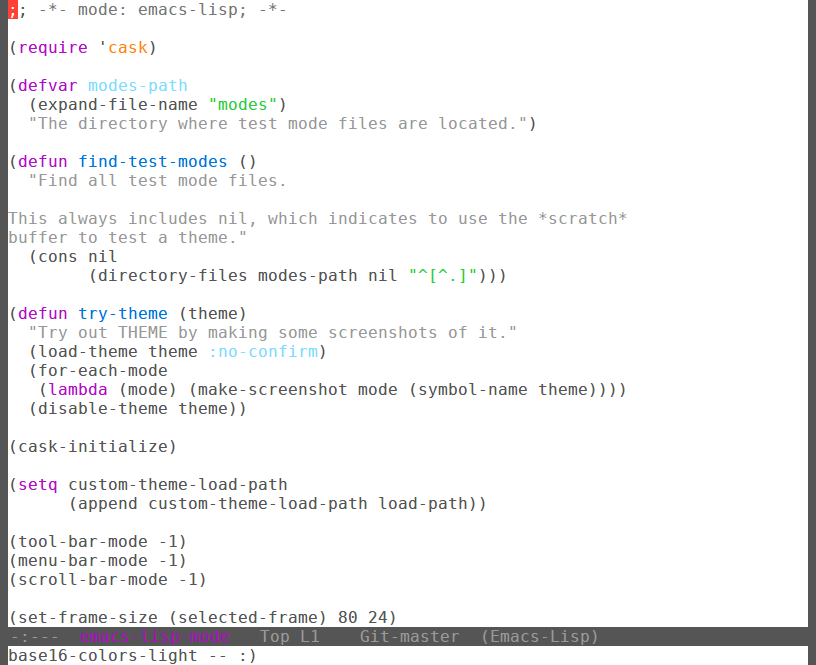 ;; -*- mode: emacs-lisp; -*-

(require 'cask)

(defvar modes-path
  (expand-file-name "modes")
  "The directory where test mode files are located.")

(defun find-test-modes ()
  "Find all test mode files.

This always includes nil, which indicates to use the *scratch*
buffer to test a theme."
  (cons nil
        (directory-files modes-path nil "^[^.]")))

(defun try-theme (theme)
  "Try out THEME by making some screenshots of it."
  (load-theme theme :no-confirm)
  (for-each-mode
   (lambda (mode) (make-screenshot mode (symbol-name theme))))
  (disable-theme theme))

(cask-initialize)

(setq custom-theme-load-path
      (append custom-theme-load-path load-path))

(tool-bar-mode -1)
(menu-bar-mode -1)
(scroll-bar-mode -1)

(set-frame-size (selected-frame) 80 24)
-:---  emacs-lisp-mode   Top L1    Git-master  (Emacs-Lisp)
base16-colors-light -- :)